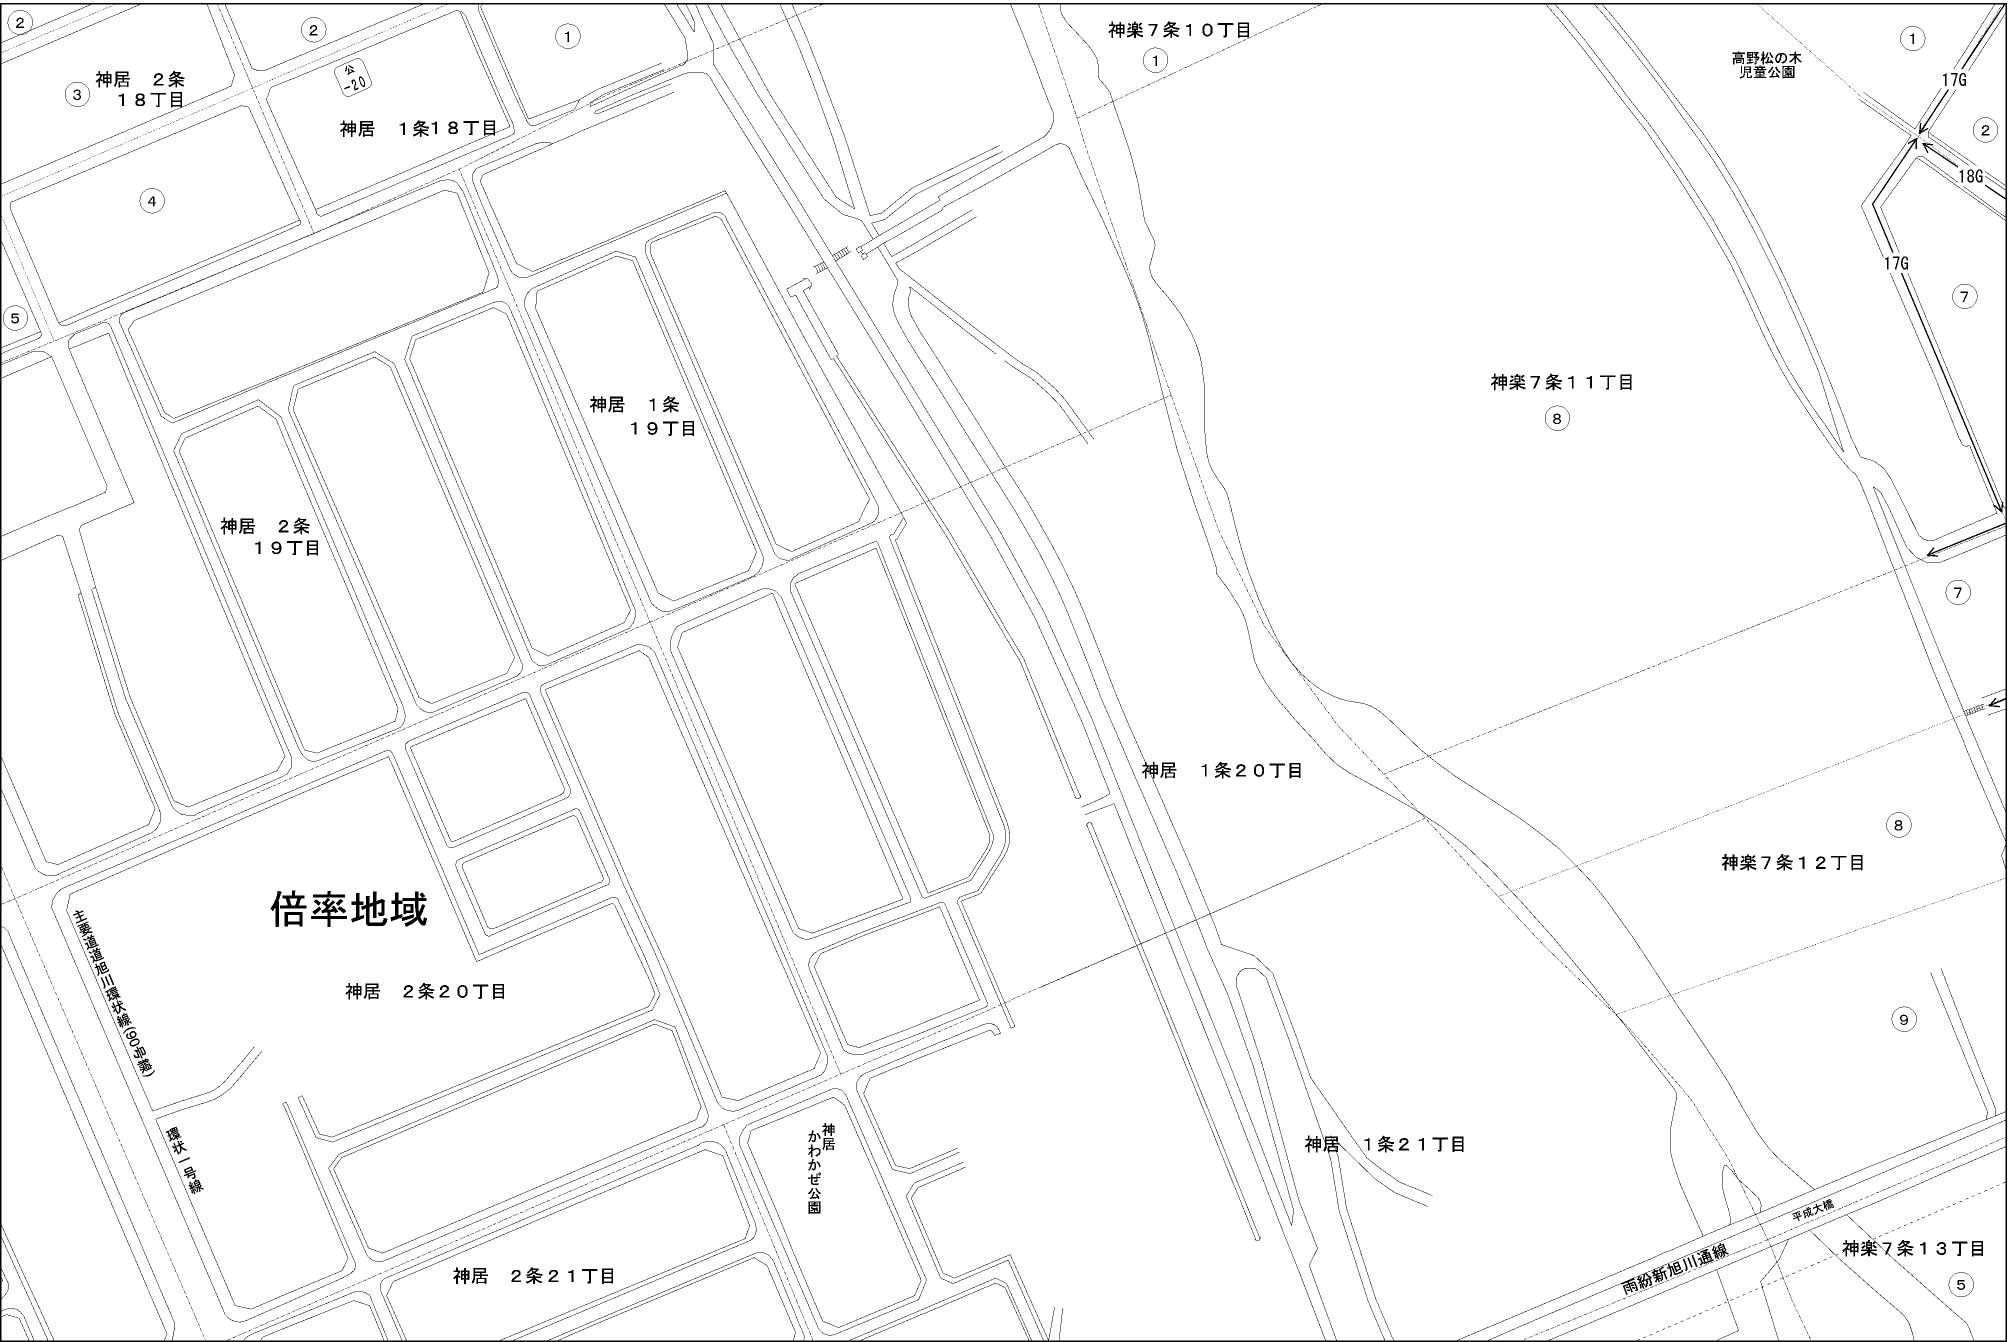 ②
②
①
神楽７条１０丁目
①
①
高野松の木
児童公園
17G
③
神居　２条
１８丁目
公
-20
神居　１条１８丁目
②
18G
④
17G
⑦
⑤
神居　１条
１９丁目
神楽７条１１丁目
⑧
神居　２条
１９丁目
⑦
神居　１条２０丁目
⑧
神楽７条１２丁目
倍率地域
主要道道旭川環状線(90号線)
神居　２条２０丁目
⑨
環状一号線
神居
かわかぜ公園
神居　１条２１丁目
平成大橋
雨紛新旭川通線
神楽７条１３丁目
⑤
神居　２条２１丁目